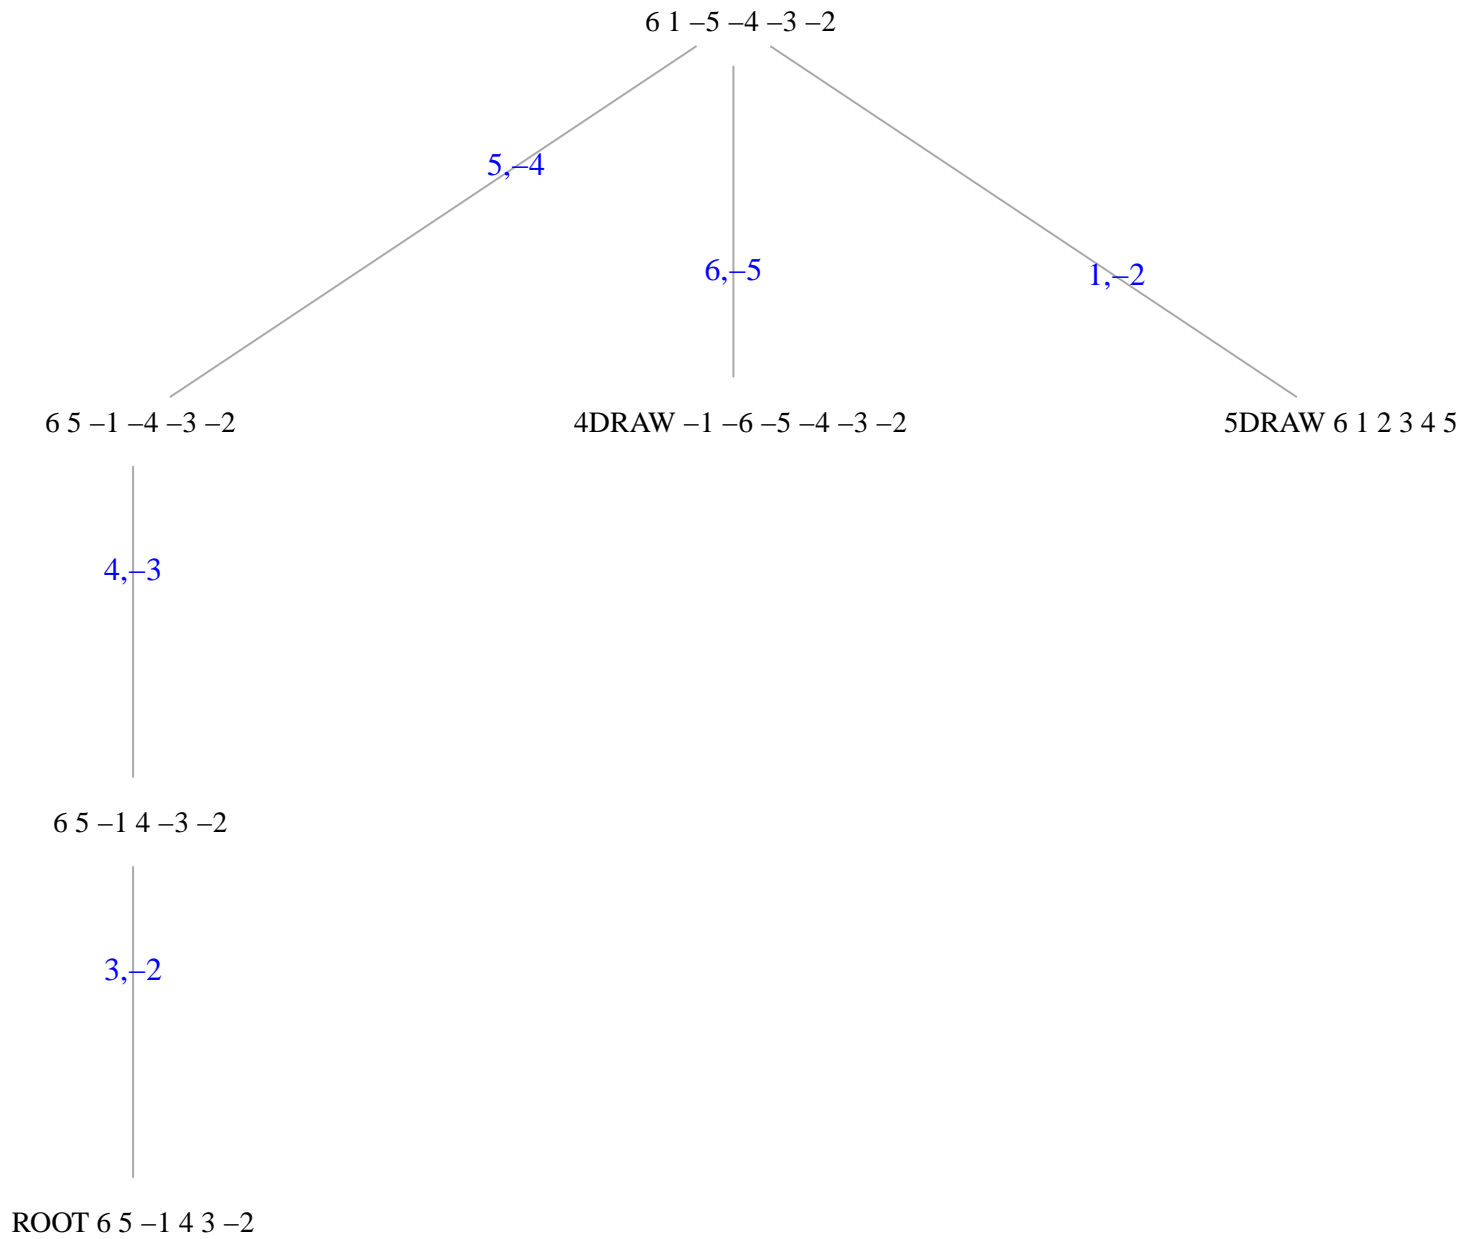 6 1 –5 –4 –3 –2
5,–4
6,–5
1,–2
6 5 –1 –4 –3 –2
4DRAW –1 –6 –5 –4 –3 –2
5DRAW 6 1 2 3 4 5
4,–3
6 5 –1 4 –3 –2
3,–2
ROOT 6 5 –1 4 3 –2